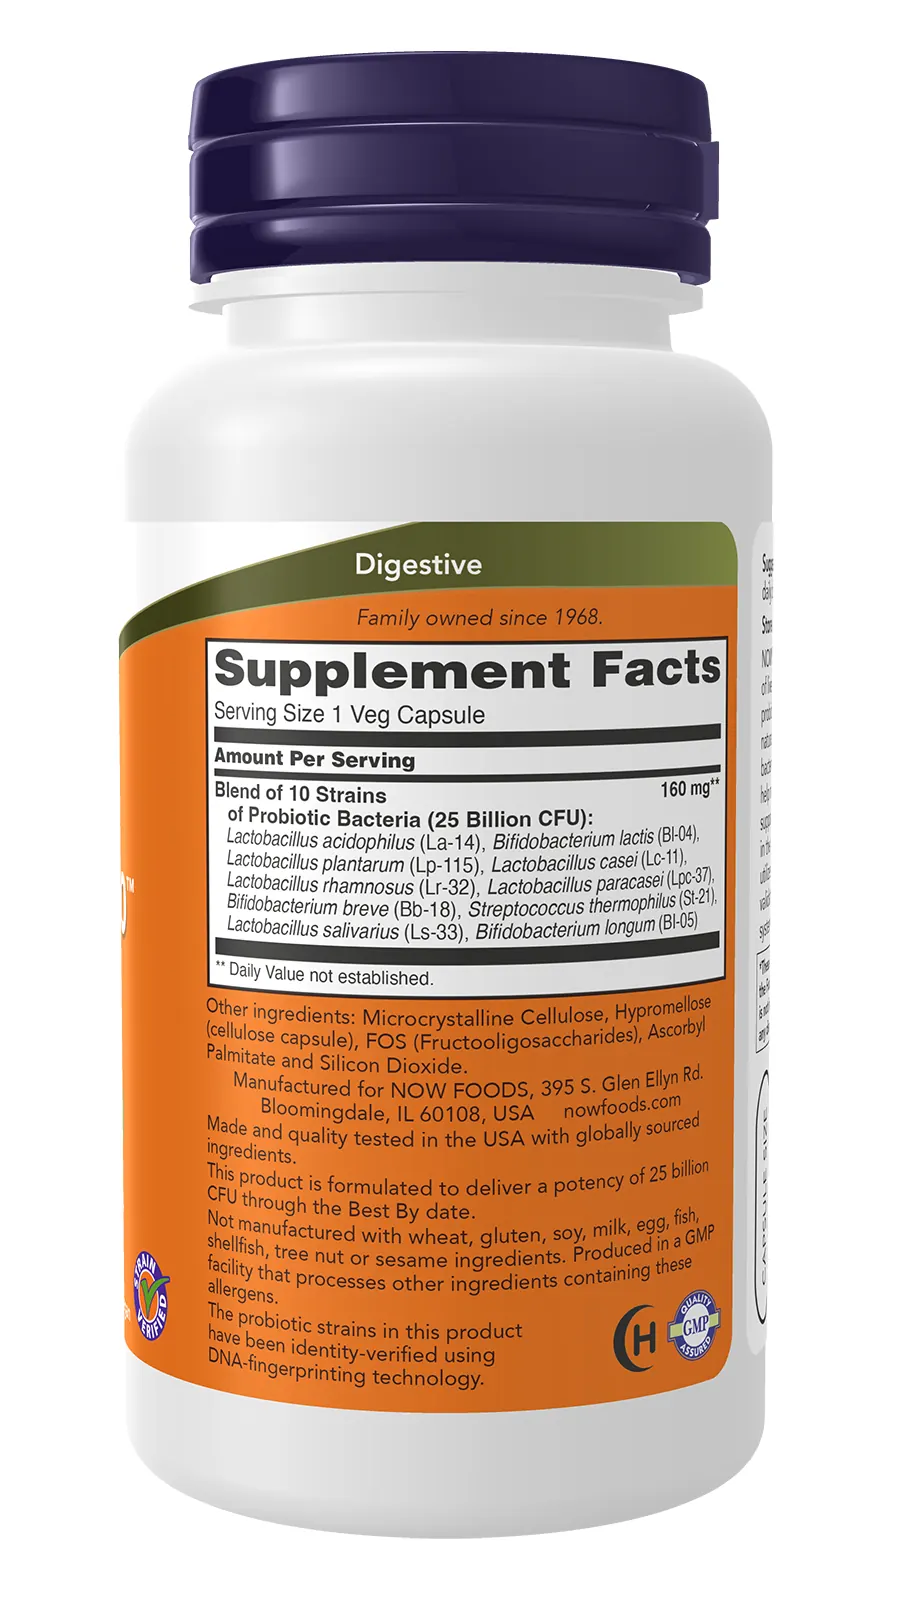 Digestive
Family owned since 1968.
Supplement Facts
Serving Size 1 Veg Capsule
Amount Per Serving
Blend of 10 Strains 160 mg**
of Probiotic Bacteria (25 Billion CFU):
Lactobacillus acidophilus (La-14), Bifidobacterium lactis (Bl-04),
Lactobacillus plantarum (Lp-115), Lactobacillus casei (Lc-11),
Lactobacillus rhamnosus (Lr-32), Lactobacillus paracasei (Lpc-37),
Bifidobacterium breve (Bb-18), Streptococcus thermophilus (St-21),
Lactobacillus salivarius (Ls-33), Bifidobacterium longum (Bl-05)
** Daily Value not established.
Other ingredients: Microcrystalline Cellulose, Hypromellose
(cellulose capsule), FOS (Fructooligosaccharides), Ascorbyl
Palmitate and Silicon Dioxide.
Manufactured for NOW FOODS, 395 S. Glen Ellyn Rd.
Bloomingdale, IL 60108, USA nowfoods.com
Made and quality tested in the USA with globally sourced
ingredients.
This product is formulated to deliver a potency of 25 billion
CFU through the Best By date.
Not manufactured with wheat, gluten, soy, milk, egg, fish,
shellfish, tree nut or sesame ingredients. Produced in a GMP
facility that processes other ingredients containing these
allergens.
The probiotic strains in this product
have been identity-verified using
DNA-fingerprinting technology.
STRAIN
VERIFIED
H
QUALITY
GMP
ASSURED
CAPSULE SIZE